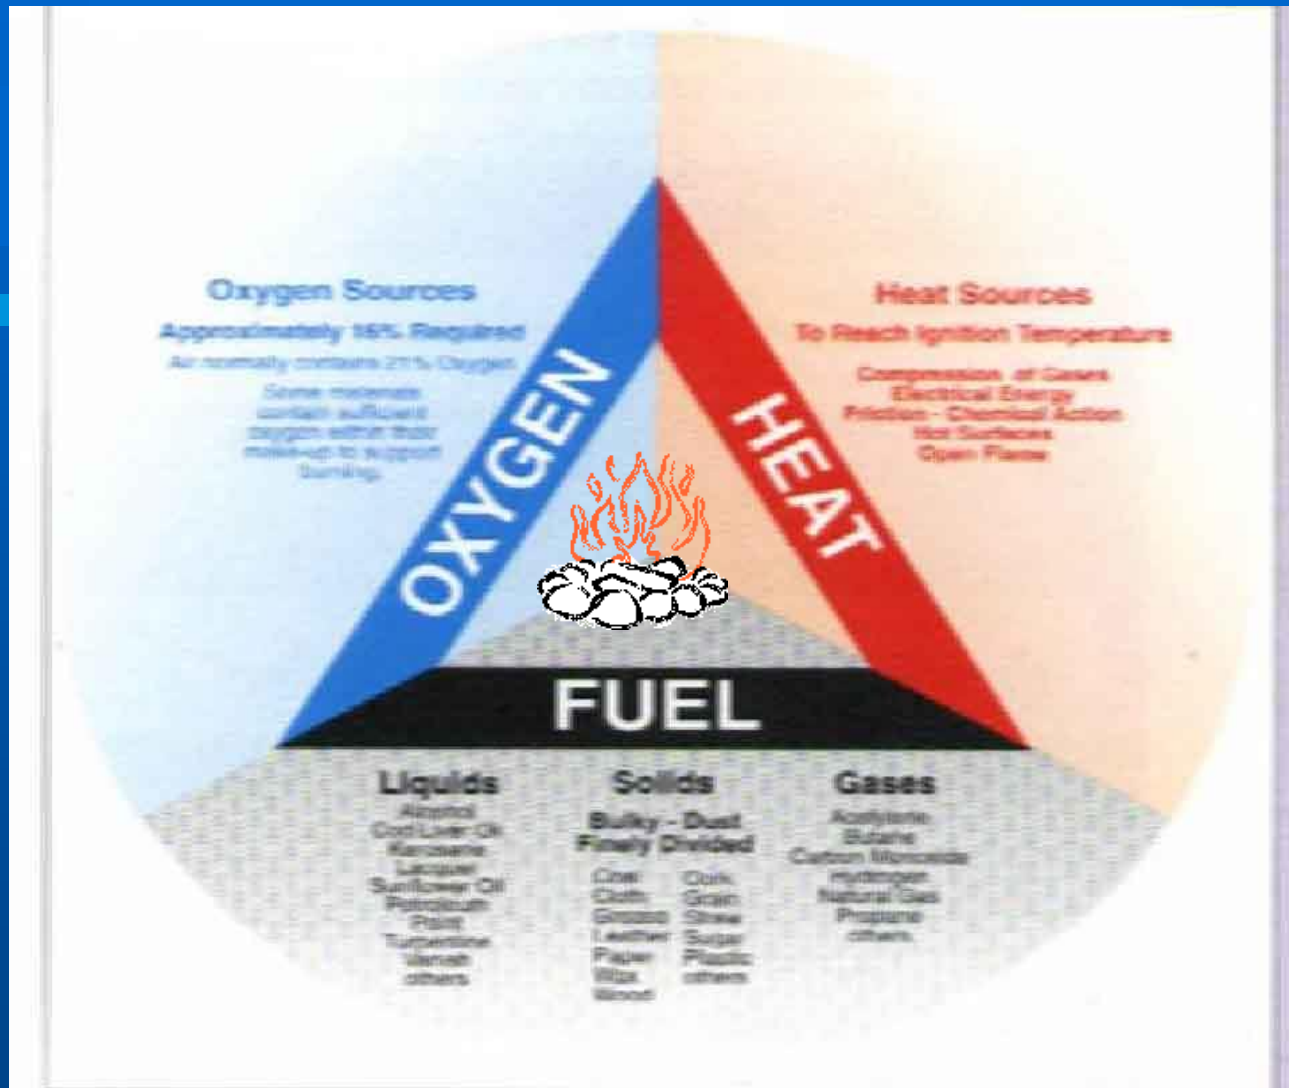 Oxygen Sources
Approximately 16% Required
Air normally contains 21% Oxygen
Some materials
contain sufficient
oxygen within their
make-up to support
burning.
OXYGEN
Heat Sources
To Reach Ignition Temperature
Compression of Gases
Electrical Energy
Friction - Chemical Action
Hot Surfaces
Open Flame
HEAT
FUEL
Liquids
Alcohol
Cod Liver Oil
Kerosene
Lacquer
Sunflower Oil
Petroleum
Paint
Turpentine
Varnish
others
Solids
Bulky - Dust
Finely Divided
Coal
Cloth
Leather
Paper
Wax
Wood
Cork
Grain
Straw
Sugar
Plastic
others
Gases
Acetylene
Butane
Carbon Monoxide
Hydrogen
Natural Gas
Propane
others